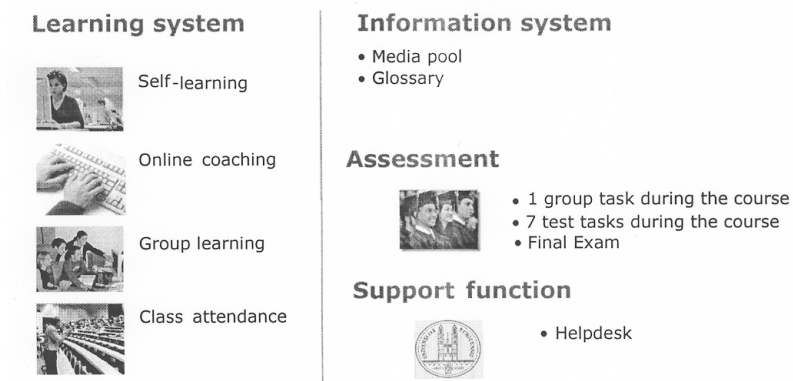 Learning system
Self-learning
Online coaching
Group learning
Class attendance
Information system
• Media pool
• Glossary
Assessment
• 1 group task during the course
• 7 test tasks during the course
• Final Exam
Support function
• Helpdesk